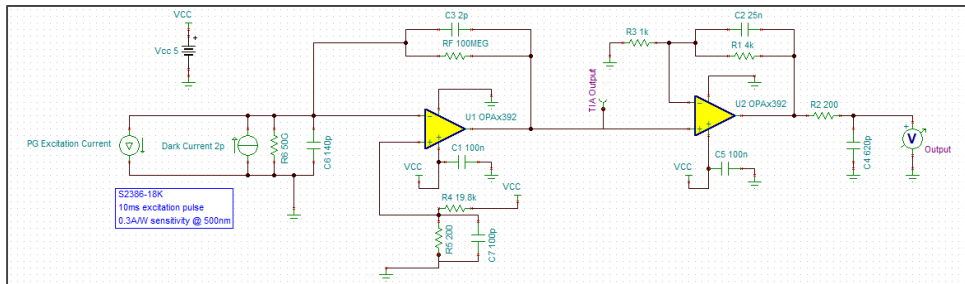 VCC
Vcc 5
C3 2p
RF 100MEG
R3 1k
C2 25n
R1 4k
TIA Output
U1 OPAx392
U2 OPAx392
R2 200
PG Excitation Current
Dark Current 2p
R6 50G
C6 140p
C1 100n
VCC
C5 100n
VCC
C4 620p
V
Output
S2386-18K
10ms excitation pulse
0.3A/W sensitivity @ 500nm
R4 19.8k
VCC
R5 200
C7 100p